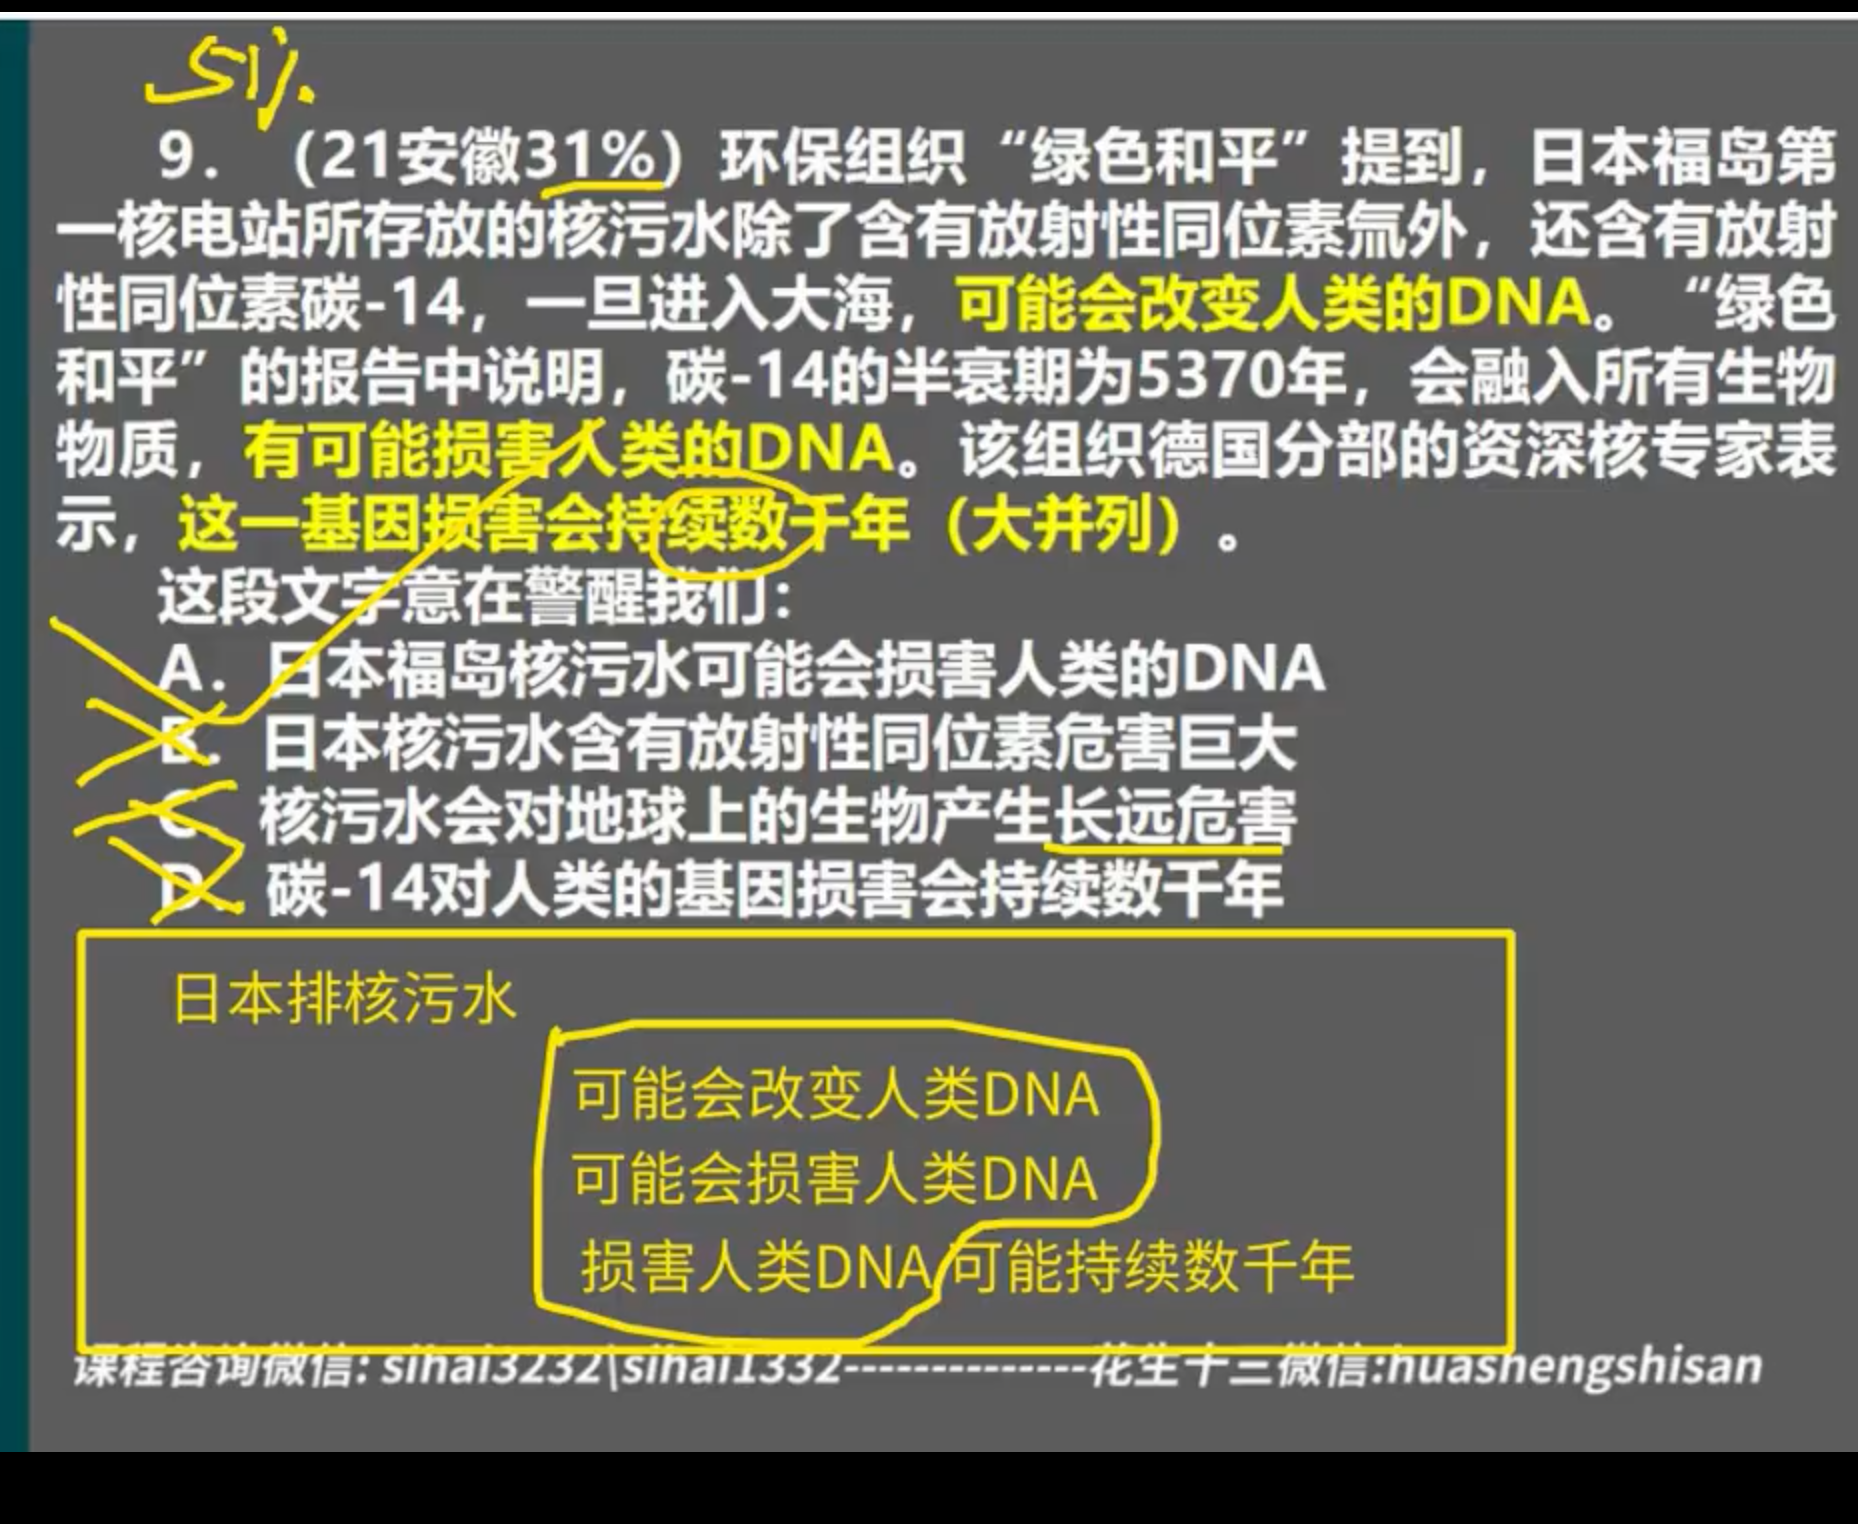 51%.
9. （21安徽31%）环保组织“绿色和平”提到，日本福岛第
一核电站所存放的核污水除了含有放射性同位素氚外，还含有放射
性同位素碳-14，一旦进入大海，可能会改变人类的DNA。“绿色
和平”的报告中说明，碳-14的半衰期为5370年，会融入所有生物
物质，有可能损害人类的DNA。该组织德国分部的资深核专家表
示，这一基因损害会持续数千年（大并列）。
这段文字意在警醒我们：
A. 日本福岛核污水可能会损害人类的DNA
B. 日本核污水含有放射性同位素危害巨大
C 核污水会对地球上的生物产生长远危害
D. 碳-14对人类的基因损害会持续数千年
日本排核污水
可能会改变人类DNA
可能会损害人类DNA
损害人类DNA 可能持续数千年
课程咨询微信: sihai3232\sihai1332--------------花生十三微信:huashengshisan